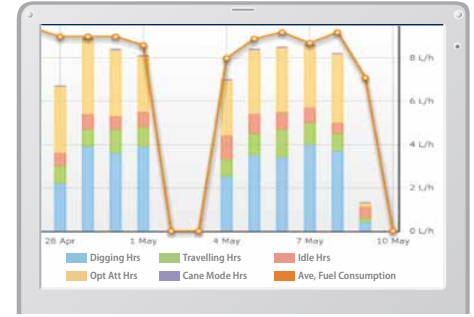 8 L/h
6 L/h
4 L/h
2 L/h
0 L/h
28 Apr 1 May 4 May 7 May 10 May
Digging Hrs Travelling Hrs Idle Hrs
Opt Att Hrs Cane Mode Hrs Ave, Fuel Consumption